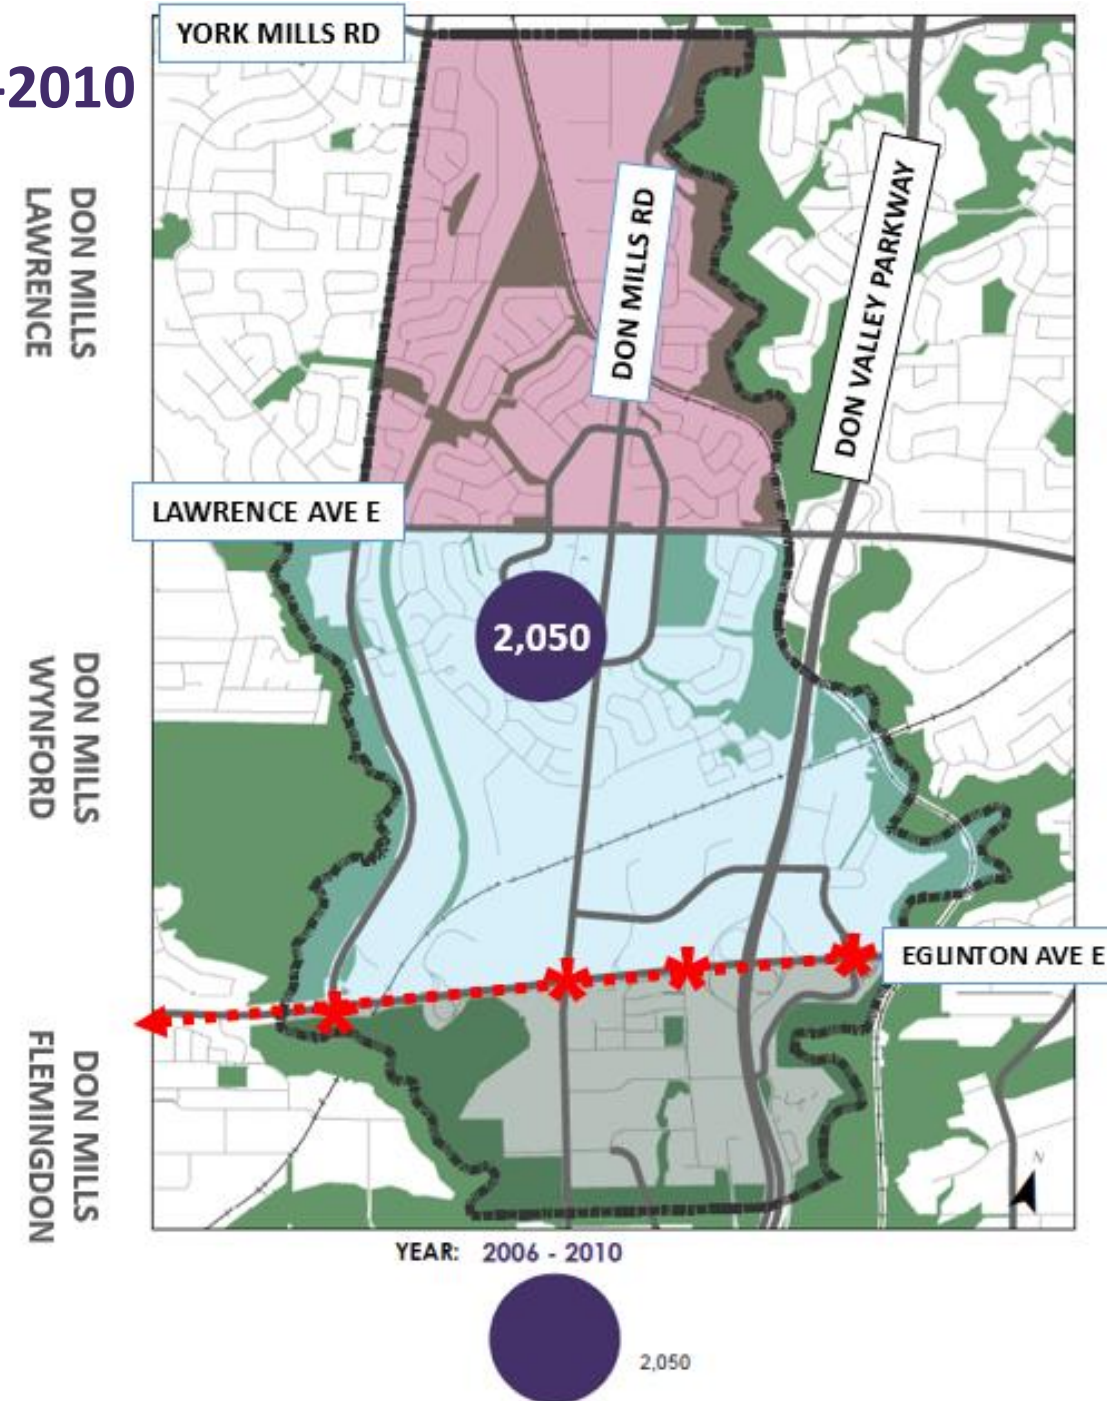 YORK MILLS RD
-2010
DON MILLS
LAWRENCE
DON MILLS RD
DON VALLEY PARKWAY
LAWRENCE AVE E
2,050
DON MILLS
WYNFORD
EGLINTON AVE E
DON MILLS
FLEMINGDON
N
YEAR: 2006 - 2010
2,050